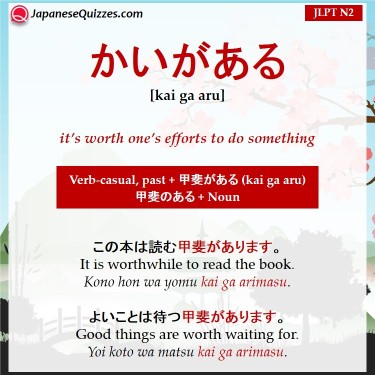 JapaneseQuizzes.com
JLPT N2
かいがある
[kai ga aru]
it's worth one's efforts to do something
Verb-casual, past + 甲斐がある (kai ga aru)
甲斐のある + Noun
この本は読む甲斐があります。
It is worthwhile to read the book.
Kono hon wa yomu kai ga arimasu.
よいことは待つ甲斐があります。
Good things are worth waiting for.
Yoi koto wa matsu kai ga arimasu.